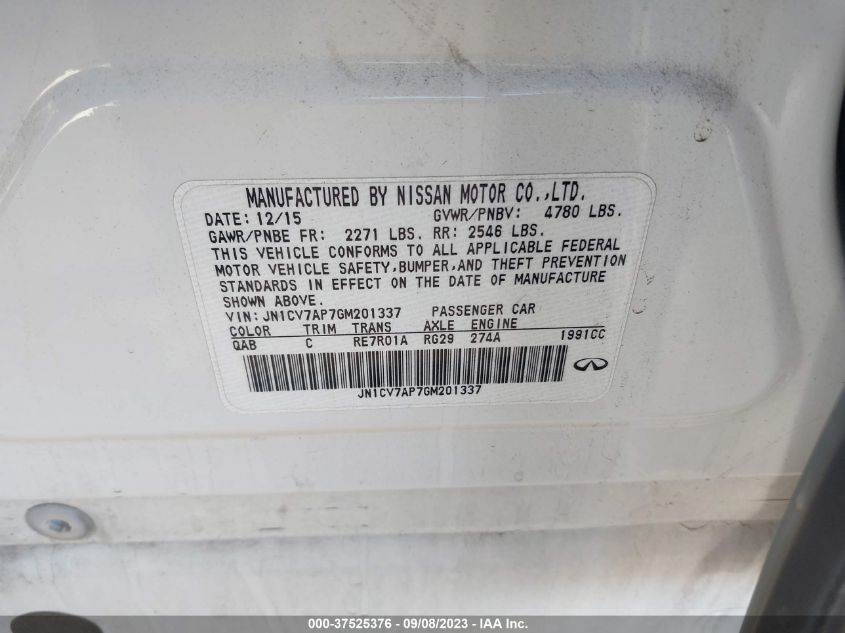 MANUFACTURED BY NISSAN MOTOR CO.,LTD.
DATE: 12/15 GVWR/PNBV: 4780 LBS.
GAWR/PNBE FR: 2271 LBS. RR: 2546 LBS.
THIS VEHICLE CONFORMS TO ALL APPLICABLE FEDERAL
MOTOR VEHICLE SAFETY,BUMPER,AND THEFT PREVENTION
STANDARDS IN EFFECT ON THE DATE OF MANUFACTURE
SHOWN ABOVE.
VIN: JN1CV7AP7GM201337 PASSENGER CAR
COLOR TRIM TRANS AXLE ENGINE
QAB C RE7R01A RG29 274A 1991CC
JN1CV7AP7GM201337
000-37525376 - 09/08/2023 - IAA Inc.